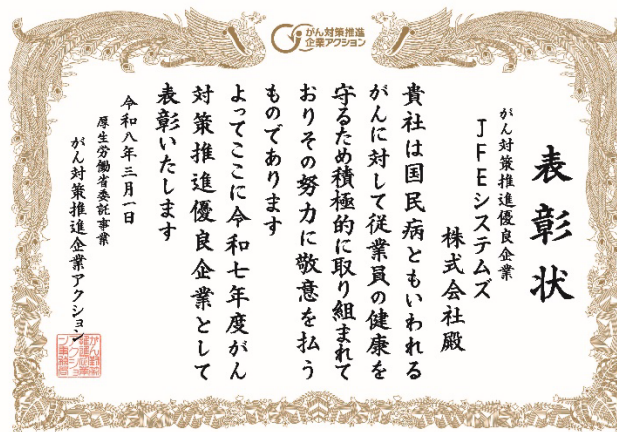 がん対策推進
企業アクション
表彰状
がん対策推進優良企業
JFEシステムズ
株式会社殿
貴社は国民病ともいわれる
がんに対して従業員の健康を
守るため積極的に取り組まれて
おりその努力に敬意を払う
ものであります
よってここに令和七年度がん
対策推進優良企業として
表彰いたします
令和八年三月一日
厚生労働省委託事業
がん対策推進企業アクション